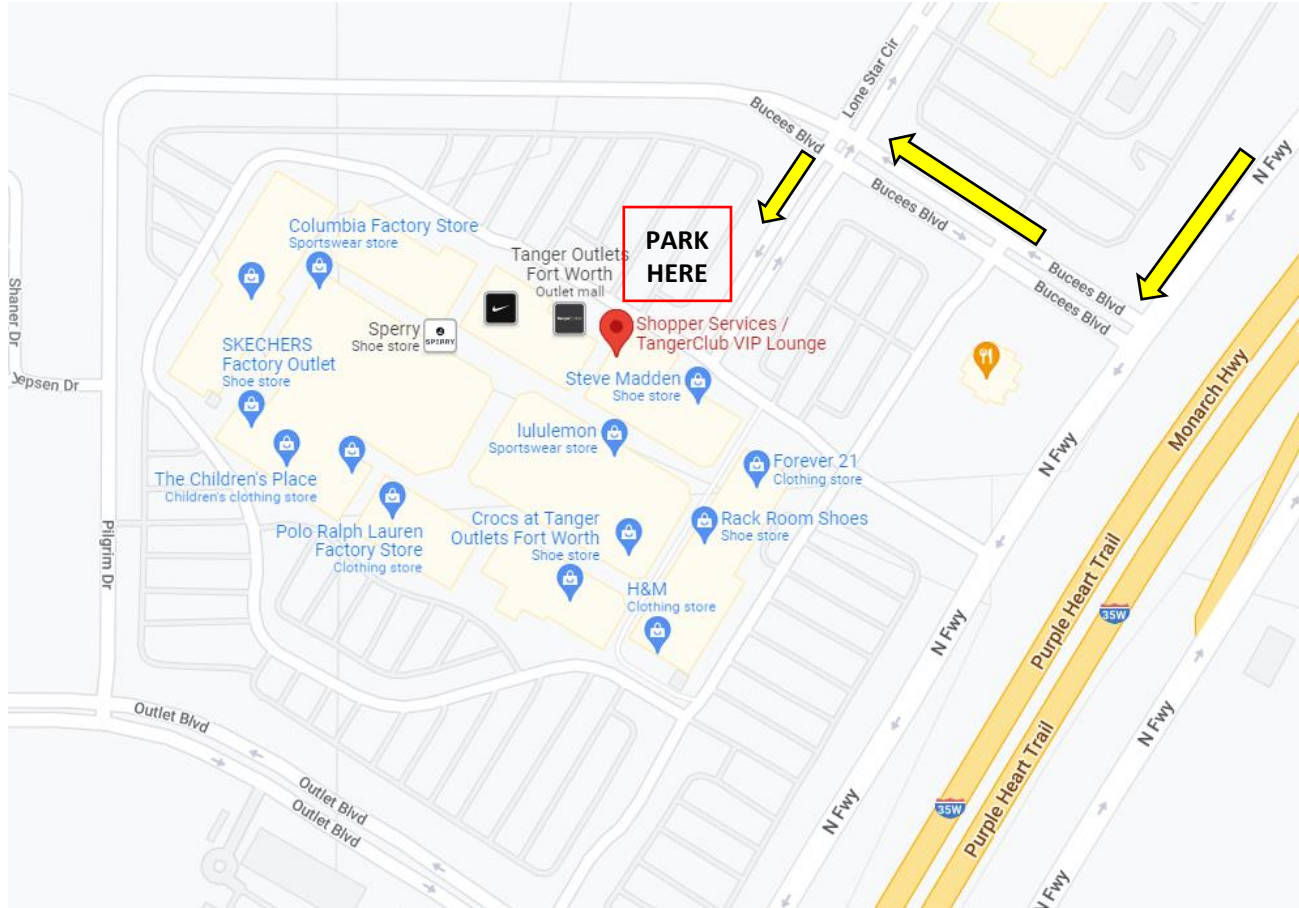 Lone Star Cir
Bucees Blvd
N Fwy
Bucees Blvd
PARK
HERE
Columbia Factory Store
Sportswear store
Tanger Outlets
Fort Worth
Outlet mall
Bucees Blvd
Bucees Blvd
Shaner Dr
Sperry
Shoe store
SPERRY
Shopper Services /
TangerClub VIP Lounge
SKECHERS
Factory Outlet
Shoe store
Steve Madden
Shoe store
Monarch Hwy
Jepsen Dr
lululemon
Sportswear store
N Fwy
Forever 21
Clothing store
The Children's Place
Children's clothing store
Polo Ralph Lauren
Factory Store
Clothing store
Crocs at Tanger
Outlets Fort Worth
Shoe store
Rack Room Shoes
Shoe store
Pilgrim Dr
H&M
Clothing store
Purple Heart Trail
35W
N Fwy
Outlet Blvd
N Fwy
Outlet Blvd
Outlet Blvd
N Fwy
35W
Purple Heart Trail
N Fwy